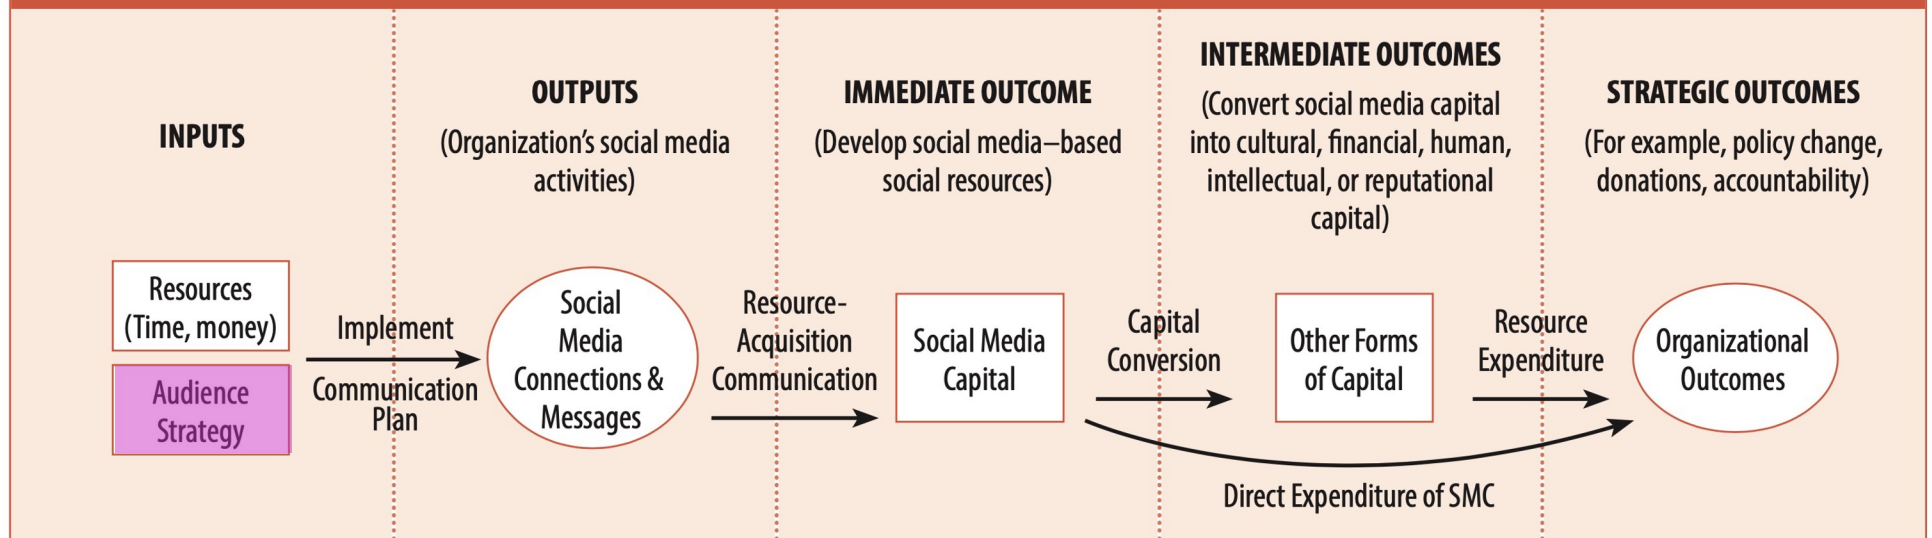 INPUTS
OUTPUTS
(Organization's social media
activities)
IMMEDIATE OUTCOME
(Develop social media–based
social resources)
INTERMEDIATE OUTCOMES
(Convert social media capital
into cultural, financial, human,
intellectual, or reputational
capital)
STRATEGIC OUTCOMES
(For example, policy change,
donations, accountability)
Resources
(Time, money)
Audience
Strategy
Implement
Communication
Plan
Social
Media
Connections &
Messages
Resource-
Acquisition
Communication
Social Media
Capital
Capital
Conversion
Other Forms
of Capital
Resource
Expenditure
Organizational
Outcomes
Direct Expenditure of SMC